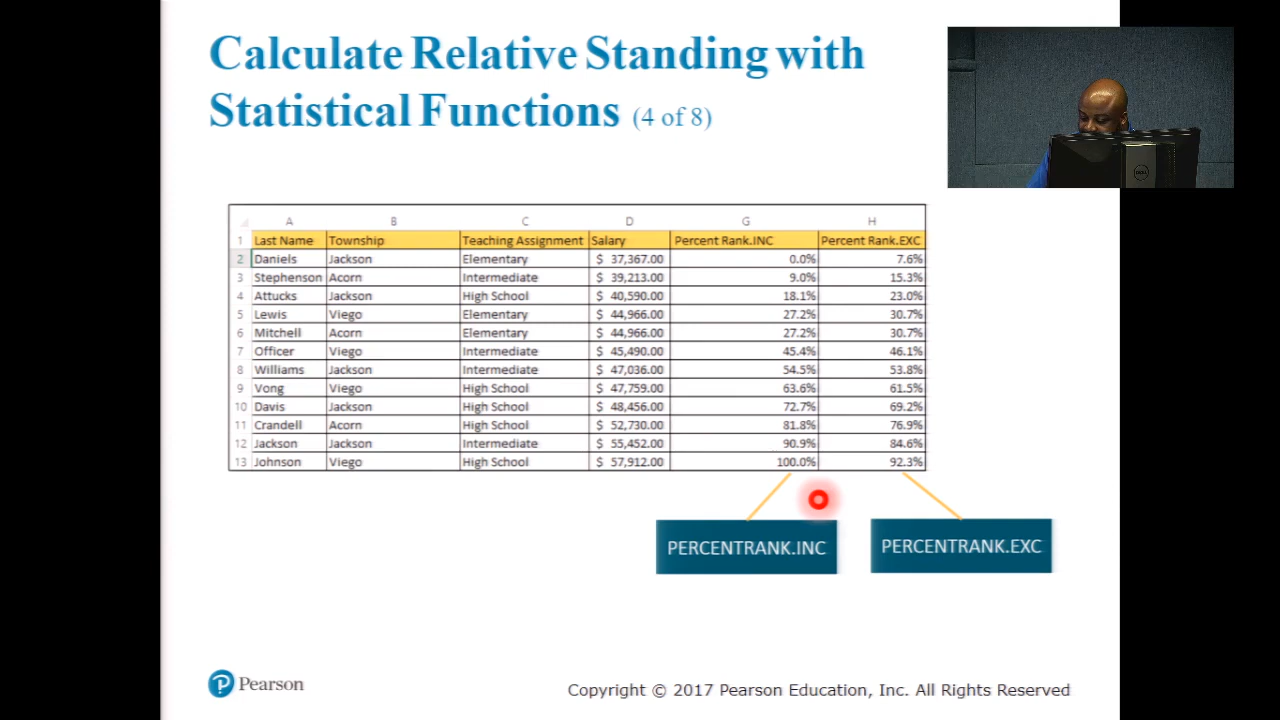 Calculate Relative Standing with
Statistical Functions (4 of 8)
A B C D G H
1 Last Name Township Teaching Assignment Salary Percent Rank.INC Percent Rank.EXC
2 Daniels Jackson Elementary $ 37,367.00 0.0% 7.6%
3 Stephenson Acorn Intermediate $ 39,213.00 9.0% 15.3%
4 Attucks Jackson High School $ 40,590.00 18.1% 23.0%
5 Lewis Viego Elementary $ 44,966.00 27.2% 30.7%
6 Mitchell Acorn Elementary $ 44,966.00 27.2% 30.7%
7 Officer Viego Intermediate $ 45,490.00 45.4% 46.1%
8 Williams Jackson Intermediate $ 47,036.00 54.5% 53.8%
9 Vong Viego High School $ 47,759.00 63.6% 61.5%
10 Davis Jackson High School $ 48,456.00 72.7% 69.2%
11 Crandell Acorn High School $ 52,730.00 81.8% 76.9%
12 Jackson Jackson Intermediate $ 55,452.00 90.9% 84.6%
13 Johnson Viego High School $ 57,912.00 100.0% 92.3%
PERCENTRANK.INC PERCENTRANK.EXC
P Pearson
Copyright © 2017 Pearson Education, Inc. All Rights Reserved
DELL